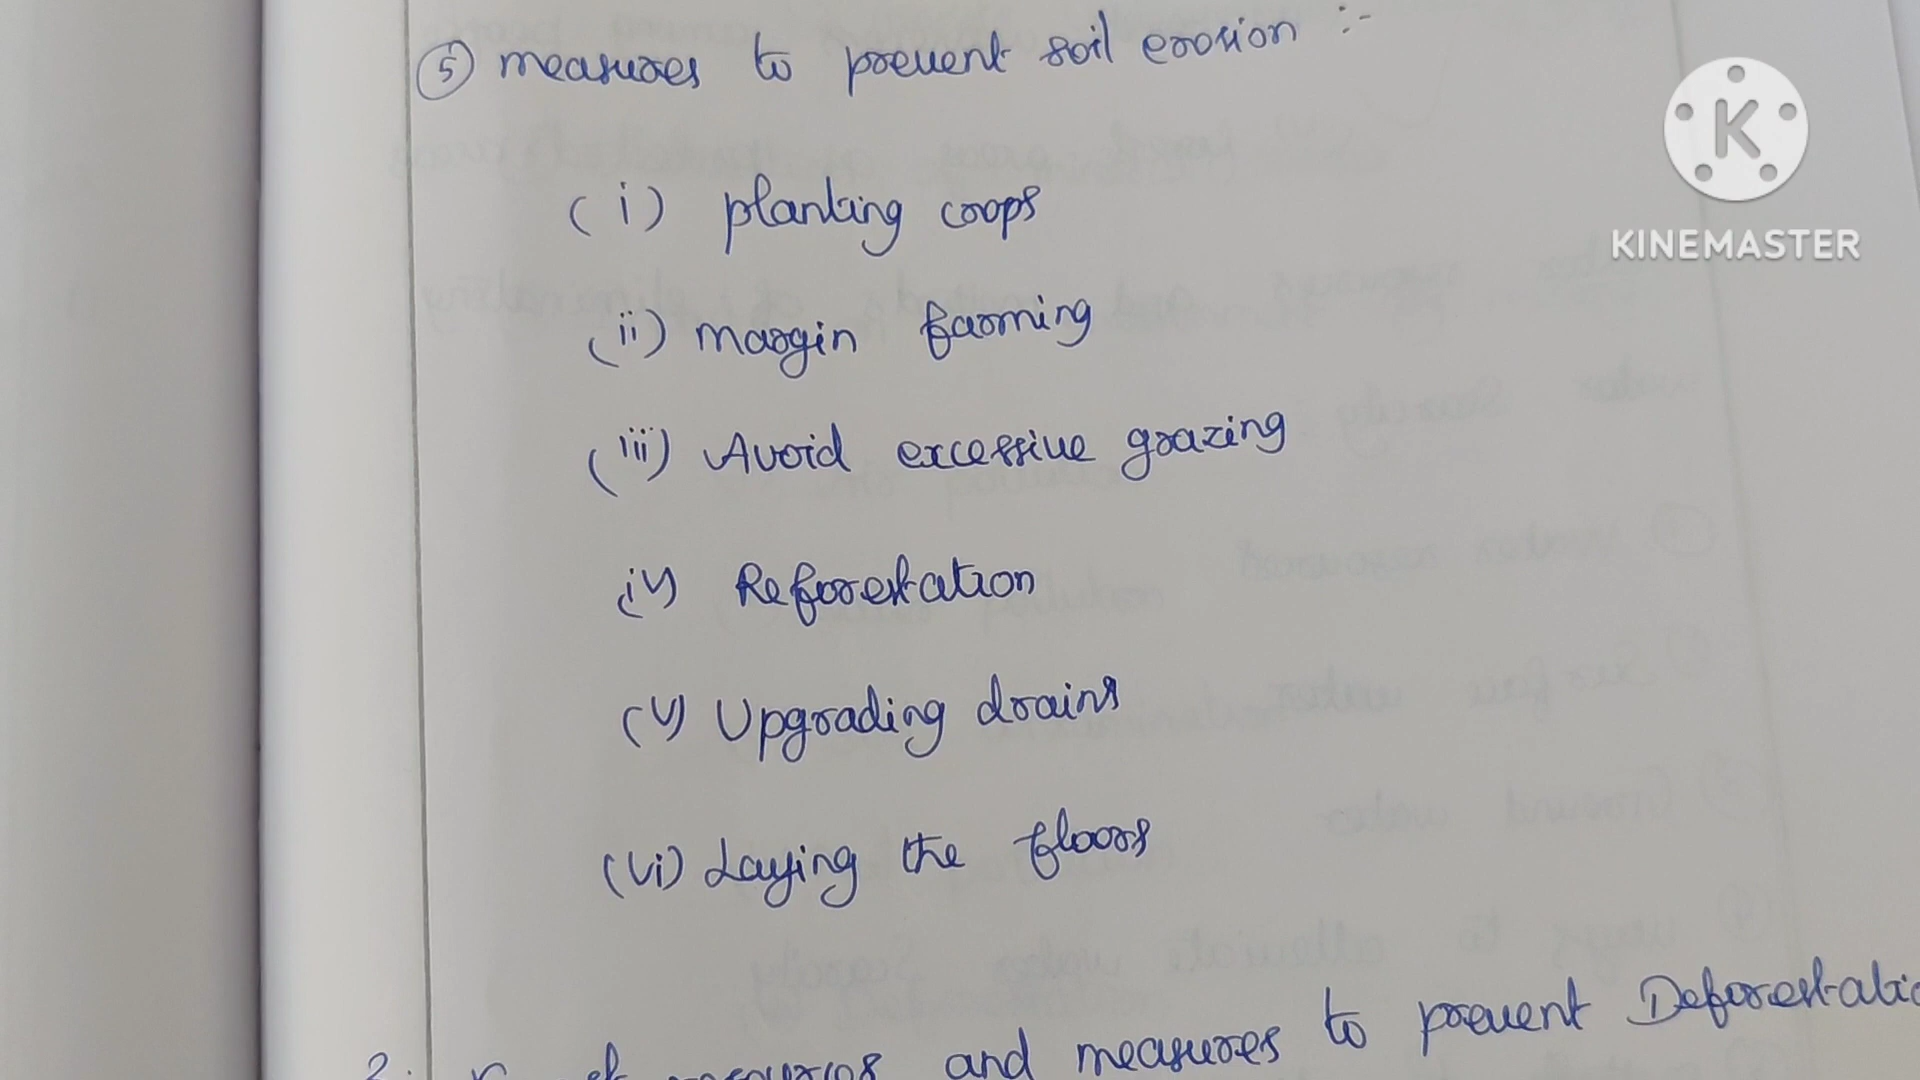 ⑤ measures to prevent soil erosion :-
K
KINEMASTER
(i) planting crops
(ii) Margin farming
(iii) Avoid excessive grazing
(iv) Reforestation
(v) Upgrading drains
(vi) Laying the floors
2. and measures to prevent